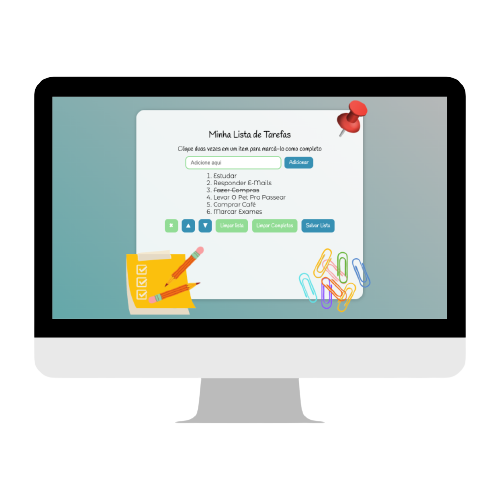 Minha Lista de Tarefas
Clique duas vezes em um item para marcá-lo como completo
Adicione aqui Adicionar
1. Estudar
2. Responder E-Mails
3. Fazer Compras
4. Levar O Pet Pra Passear
5. Comprar Café
6. Marcar Exames
X ▲ ▼ Limpar tudo Limpar Completos Salvar Lista